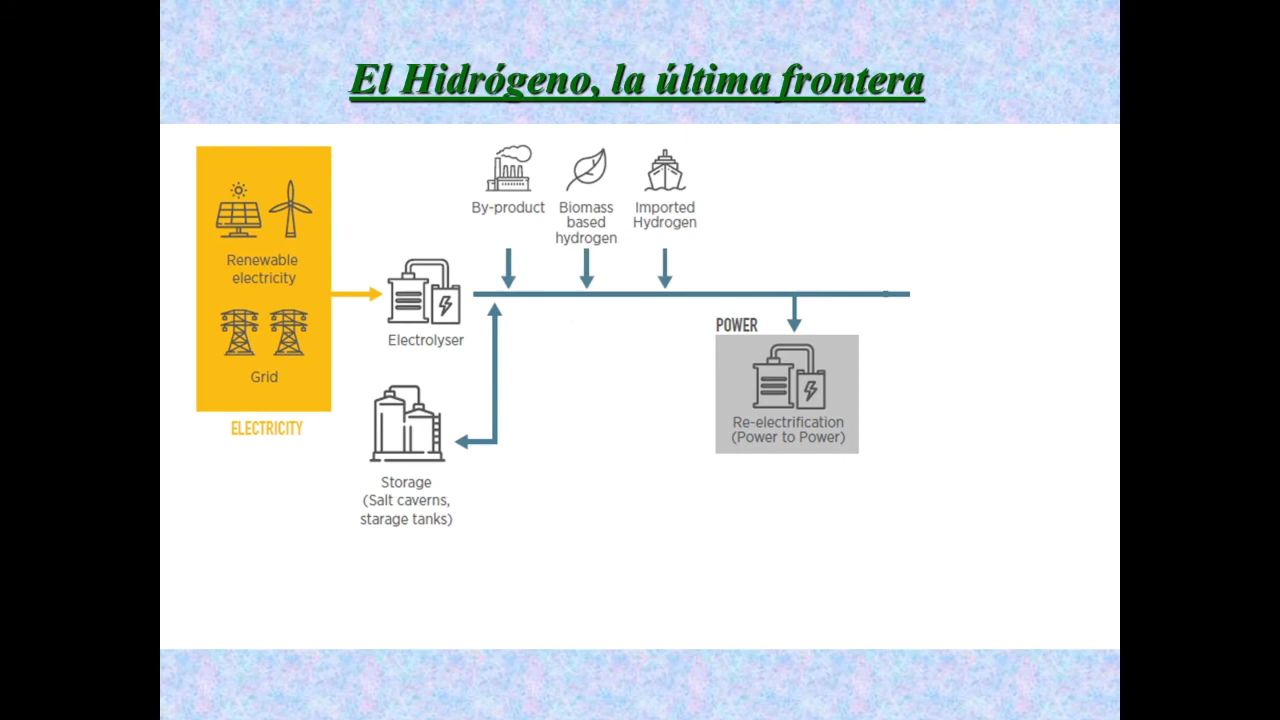 El Hidrógeno, la última frontera
By-product
Biomass
based
hydrogen
Imported
Hydrogen
Renewable
electricity
Grid
ELECTRICITY
Electrolyser
POWER
Re-electrification
(Power to Power)
Storage
(Salt caverns,
starage tanks)